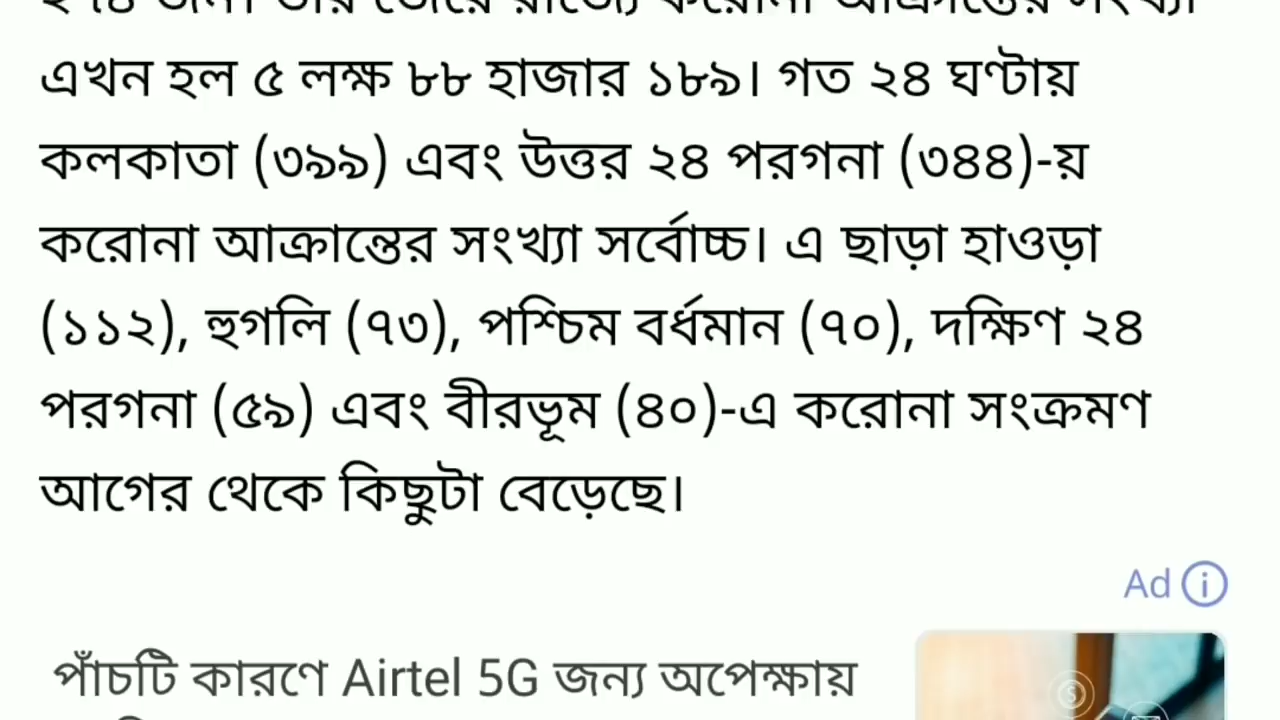 এখন হল ৫ লক্ষ ৮৮ হাজার ১৮৯। গত ২৪ ঘণ্টায়
কলকাতা (৩৯৯) এবং উত্তর ২৪ পরগনা (৩৪৪)-য়
করোনা আক্রান্তের সংখ্যা সর্বোচ্চ। এ ছাড়া হাওড়া
(১১২), হুগলি (৭৩), পশ্চিম বর্ধমান (৭০), দক্ষিণ ২৪
পরগনা (৫৯) এবং বীরভূম (৪০)-এ করোনা সংক্রমণ
আগের থেকে কিছুটা বেড়েছে।
Ad
পাঁচটি কারণে Airtel 5G জন্য অপেক্ষায়